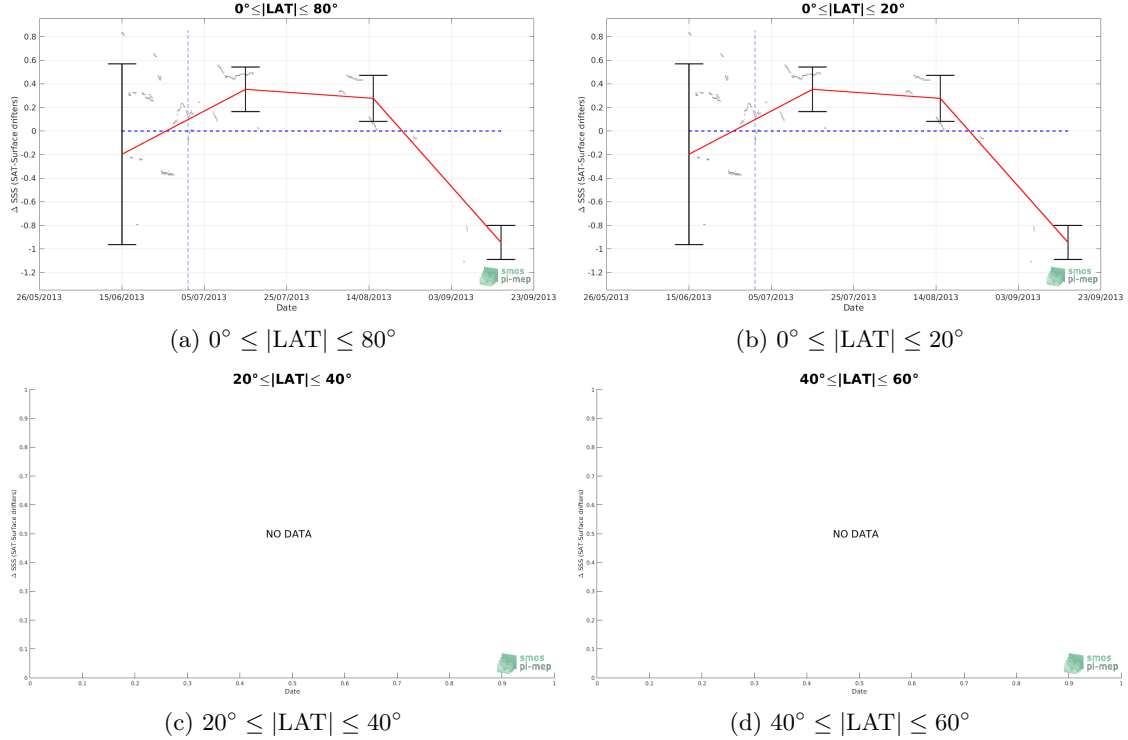 0°≤|LAT|≤ 80°
Δ SSS (SAT-Surface drifters)
0.8
0.6
0.4
0.2
0
-0.2
-0.4
-0.6
-0.8
-1
-1.2
26/05/2013 15/06/2013 05/07/2013 25/07/2013 14/08/2013 03/09/2013 23/09/2013
Date
smos
pi-mep
(a) 0° ≤ |LAT| ≤ 80°
0°≤|LAT|≤ 20°
Δ SSS (SAT-Surface drifters)
0.8
0.6
0.4
0.2
0
-0.2
-0.4
-0.6
-0.8
-1
-1.2
26/05/2013 15/06/2013 05/07/2013 25/07/2013 14/08/2013 03/09/2013 23/09/2013
Date
smos
pi-mep
(b) 0° ≤ |LAT| ≤ 20°
20°≤|LAT|≤ 40°
Δ SSS (SAT-Surface drifters)
1
0.9
0.8
0.7
0.6
0.5
0.4
0.3
0.2
0.1
0
NO DATA
0 0.1 0.2 0.3 0.4 0.5 0.6 0.7 0.8 0.9 1
Date
smos
pi-mep
(c) 20° ≤ |LAT| ≤ 40°
40°≤|LAT|≤ 60°
Δ SSS (SAT-Surface drifters)
1
0.9
0.8
0.7
0.6
0.5
0.4
0.3
0.2
0.1
0
NO DATA
0 0.1 0.2 0.3 0.4 0.5 0.6 0.7 0.8 0.9 1
Date
smos
pi-mep
(d) 40° ≤ |LAT| ≤ 60°